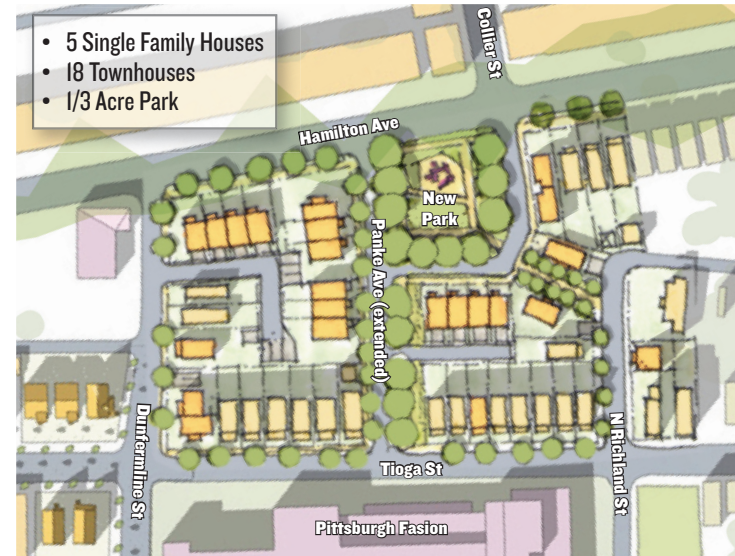 • 5 Single Family Houses
• 18 Townhouses
• 1/3 Acre Park
Collier St
Hamilton Ave
New
Park
Panke Ave (extended)
Dunfermline St
N Richland St
Tioga St
Pittsburgh Fasion